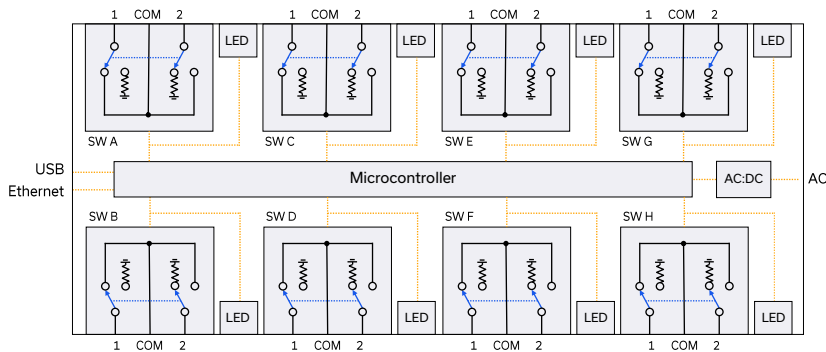 1 COM 2 1 COM 2 1 COM 2 1 COM 2
LED LED LED LED
SW A SW C SW E SW G
USB
Ethernet
Microcontroller
AC:DC
AC
SW B SW D SW F SW H
LED LED LED LED
1 COM 2 1 COM 2 1 COM 2 1 COM 2